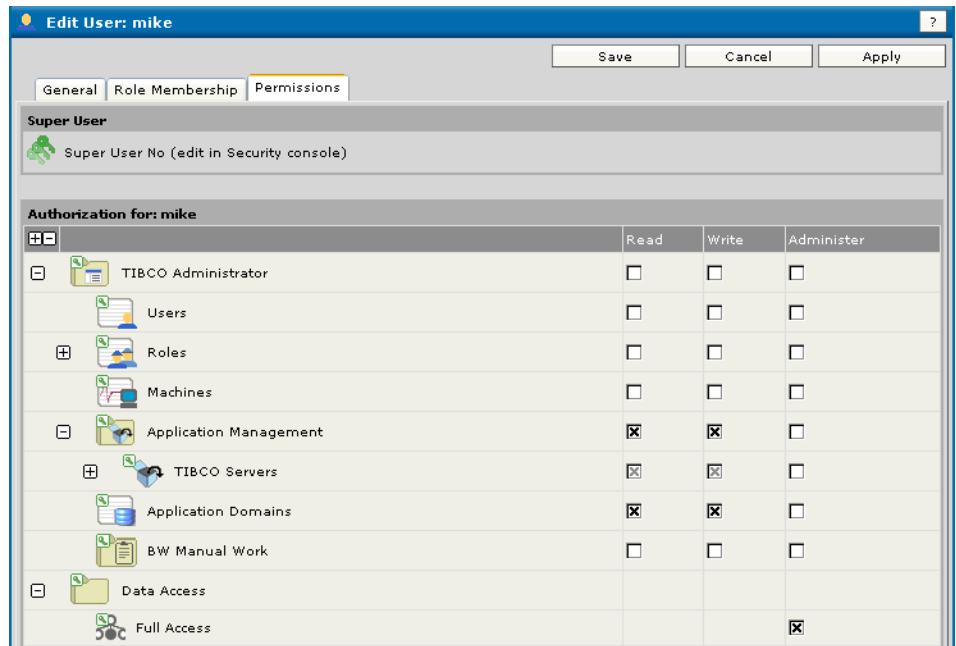 Edit User: mike
?
Save Cancel Apply
General Role Membership Permissions
Super User
Super User No (edit in Security console)
Authorization for: mike
Read Write Administer
TIBCO Administrator
Users
Roles
Machines
Application Management
TIBCO Servers
Application Domains
BW Manual Work
Data Access
Full Access